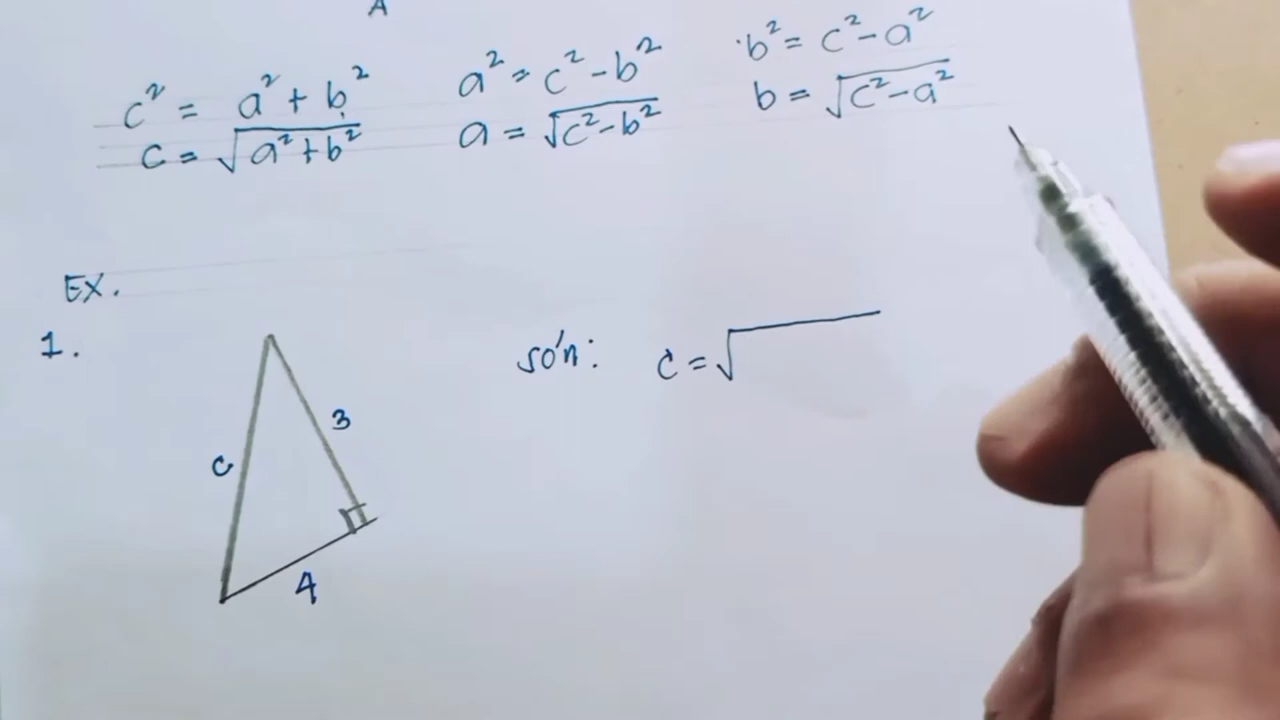 A
c² = a² + b²
c = √a²+b²
a² = c² - b²
a = √c²-b²
b² = c² - a²
b = √c²-a²
EX.
1.
c
3
4
so'n: c = √